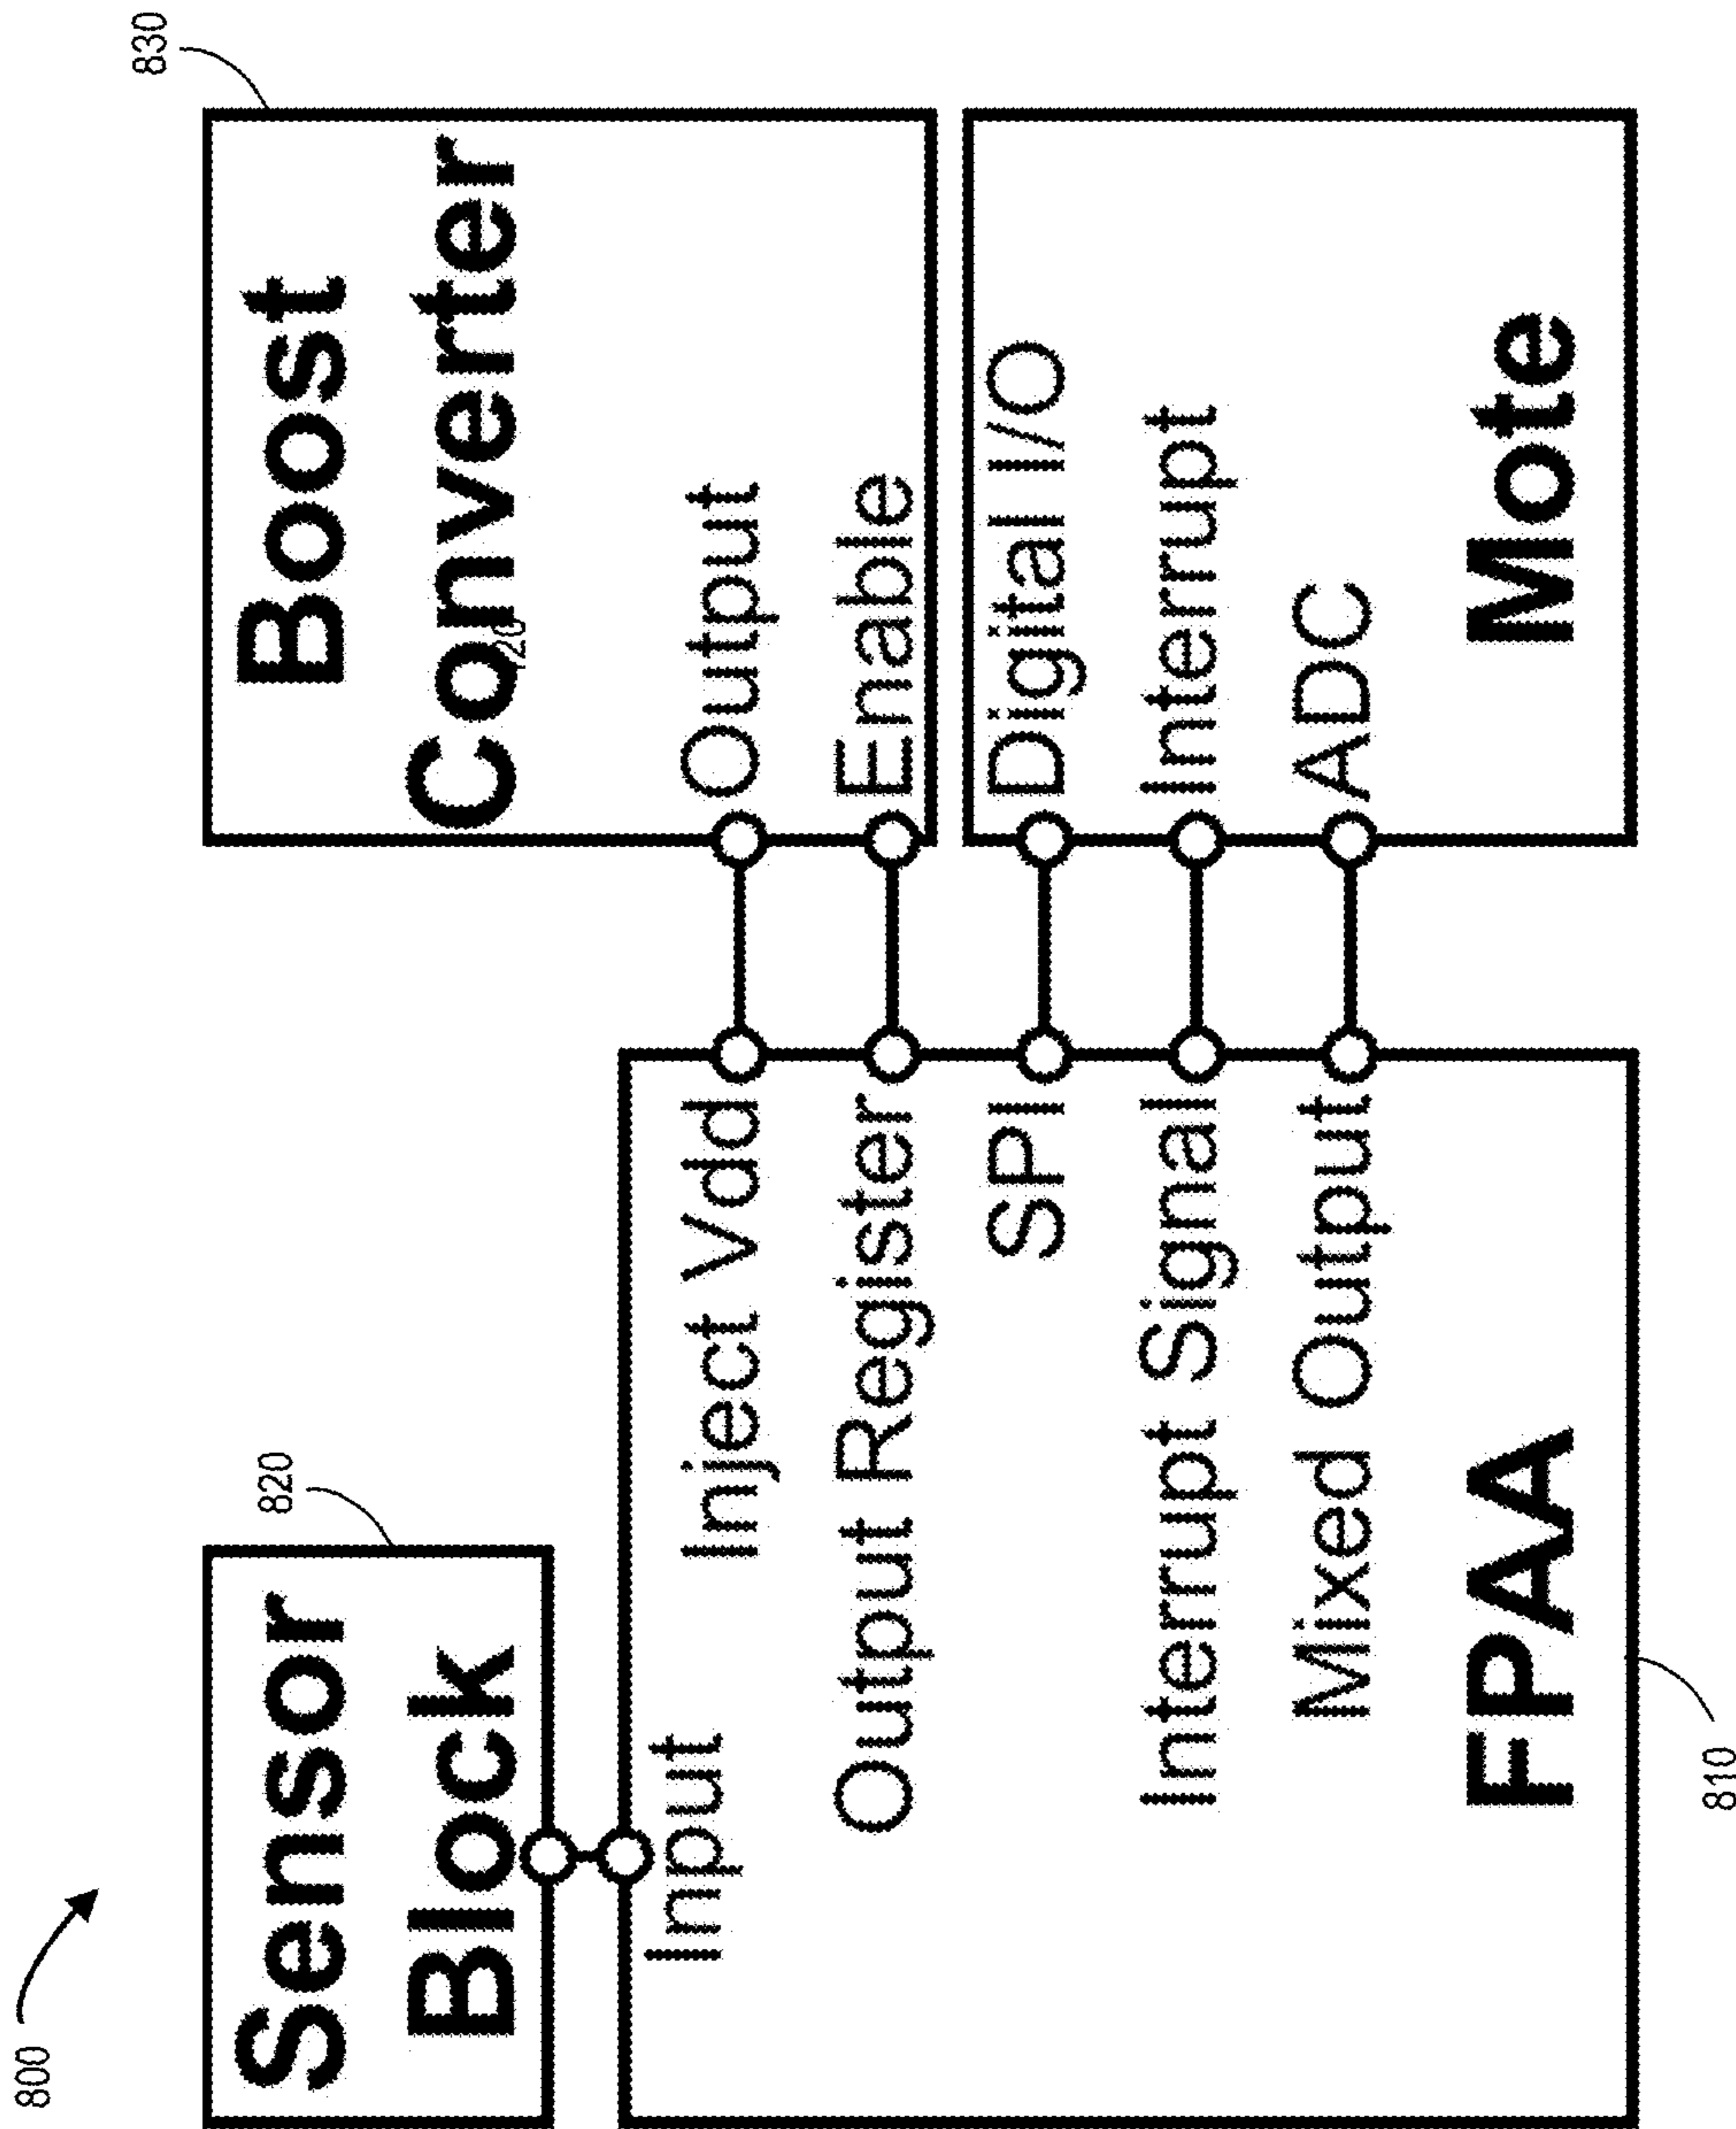 800
Sensor
Block
820
Boost
Converter
830
720
Input
Inject Vdd
Output Register
SPI
Interrupt Signal
Mixed Output
FPAA
810
Output
Enable
Digital I/O
Interrupt
ADC
Mote